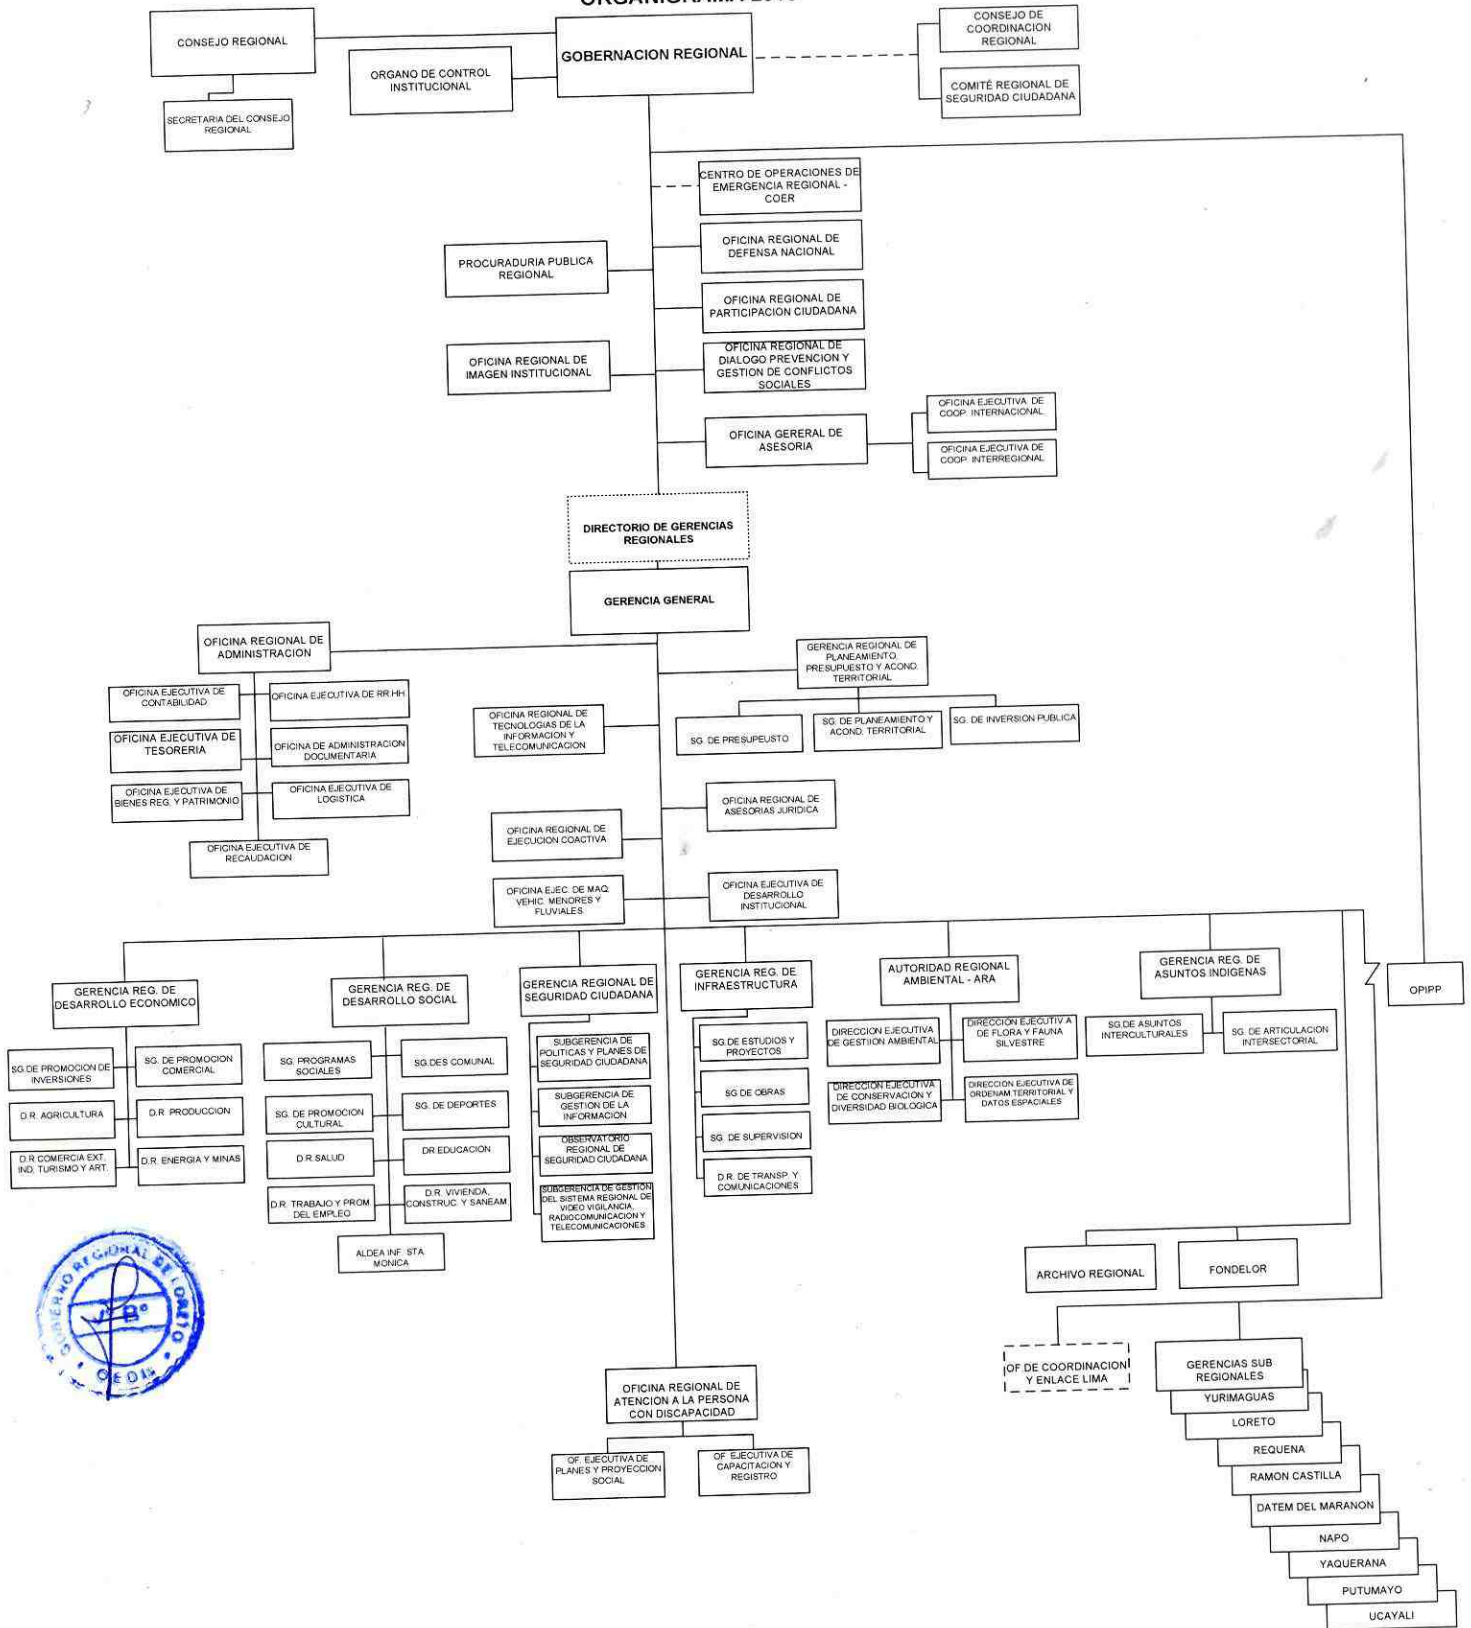 CONSEJO REGIONAL
SECRETARIA DEL CONSEJO
REGIONAL
ORGANO DE CONTROL
INSTITUCIONAL
GOBERNACION REGIONAL
CONSEJO DE
COORDINACION
REGIONAL
COMITÉ REGIONAL DE
SEGURIDAD CIUDADANA
CENTRO DE OPERACIONES DE
EMERGENCIA REGIONAL -
COER
OFICINA REGIONAL DE
DEFENSA NACIONAL
PROCURADURIA PUBLICA
REGIONAL
OFICINA REGIONAL DE
PARTICIPACION CIUDADANA
OFICINA REGIONAL DE
IMAGEN INSTITUCIONAL
OFICINA REGIONAL DE
DIALOGO PREVENCION Y
GESTION DE CONFLICTOS
SOCIALES
OFICINA GERERAL DE
ASESORIA
OFICINA EJECUTIVA DE
COOP. INTERNACIONAL
OFICINA EJECUTIVA DE
COOP. INTERREGIONAL
DIRECTORIO DE GERENCIAS
REGIONALES
GERENCIA GENERAL
OFICINA REGIONAL DE
ADMINISTRACION
OFICINA EJECUTIVA DE
CONTABILIDAD
OFICINA EJECUTIVA DE RR.HH
OFICINA EJECUTIVA DE
TESORERIA
OFICINA DE ADMINISTRACION
DOCUMENTARIA
OFICINA EJECUTIVA DE
BIENES REG. Y PATRIMONIO
OFICINA EJECUTIVA DE
LOGISTICA
OFICINA EJECUTIVA DE
RECAUDACION
GERENCIA REGIONAL DE
PLANEAMIENTO,
PRESUPUESTO Y ACOND.
TERRITORIAL
SG. DE PRESUPEUSTO
SG. DE PLANEAMIENTO Y
ACOND. TERRITORIAL
SG. DE INVERSION PUBLICA
OFICINA REGIONAL DE
TECNOLOGIAS DE LA
INFORMACION Y
TELECOMUNICACION
OFICINA REGIONAL DE
ASESORIAS JURIDICA
OFICINA REGIONAL DE
EJECUCION COACTIVA
OFICINA EJEC. DE MAQ.
VEHIC. MENORES Y
FLUVIALES
OFICINA EJECUTIVA DE
DESARROLLO
INSTITUCIONAL
GERENCIA REG. DE
DESARROLLO ECONOMICO
SG.DE PROMOCION DE
INVERSIONES
SG. DE PROMOCION
COMERCIAL
D.R. AGRICULTURA
D.R. PRODUCCION
D.R.COMERCIA EXT.
IND. TURISMO Y ART.
D.R. ENERGIA Y MINAS
GERENCIA REG. DE
DESARROLLO SOCIAL
SG. PROGRAMAS
SOCIALES
SG.DES COMUNAL
SG. DE PROMOCION
CULTURAL
SG. DE DEPORTES
D.R.SALUD
DR.EDUCACION
D.R. TRABAJO Y PROM.
DEL EMPLEO
D.R. VIVIENDA,
CONSTRUC. Y SANEAM.
ALDEA INF. STA
MONICA
GERENCIA REGIONAL DE
SEGURIDAD CIUDADANA
SUBGERENCIA DE
POLITICAS Y PLANES DE
SEGURIDAD CIUDADANA
SUBGERENCIA DE
GESTION DE LA
INFORMACION
OBSERVATORIO
REGIONAL DE
SEGURIDAD CIUDADANA
SUBGERENCIA DE GESTION
DEL SISTEMA REGIONAL DE
VIDEO VIGILANCIA,
RADIOCOMUNICACION Y
TELECOMUNICACIONES
GERENCIA REG. DE
INFRAESTRUCTURA
SG.DE ESTUDIOS Y
PROYECTOS
SG DE OBRAS
SG. DE SUPERVISION
D.R. DE TRANSP. Y
COMUNICACIONES
AUTORIDAD REGIONAL
AMBIENTAL - ARA
DIRECCION EJECUTIVA
DE GESTIION AMBIENTAL
DIRECCION EJECUTIV A
DE FLORA Y FAUNA
SILVESTRE
DIRECCION EJECUTIVA
DE CONSERVACION Y
DIVERSIDAD BIOLOGICA
DIRECCION EJECUTIVA DE
ORDENAM.TERRITORIAL Y
DATOS ESPACIALES
GERENCIA REG. DE
ASUNTOS INDIGENAS
SG.DE ASUNTOS
INTERCULTURALES
SG. DE ARTICULACION
INTERSECTORIAL
OPIPP
ARCHIVO REGIONAL
FONDELOR
OF DE COORDINACION
Y ENLACE LIMA
GERENCIAS SUB
REGIONALES
YURIMAGUAS
LORETO
REQUENA
RAMON CASTILLA
DATEM DEL MARANON
NAPO
YAQUERANA
PUTUMAYO
UCAYALI
OFICINA REGIONAL DE
ATENCION A LA PERSONA
CON DISCAPACIDAD
OF. EJECUTIVA DE
PLANES Y PROYECCION
SOCIAL
OF EJECUTIVA DE
CAPACITACION Y
REGISTRO
GOBIERNO REGIONAL DE LORETO
V° B°